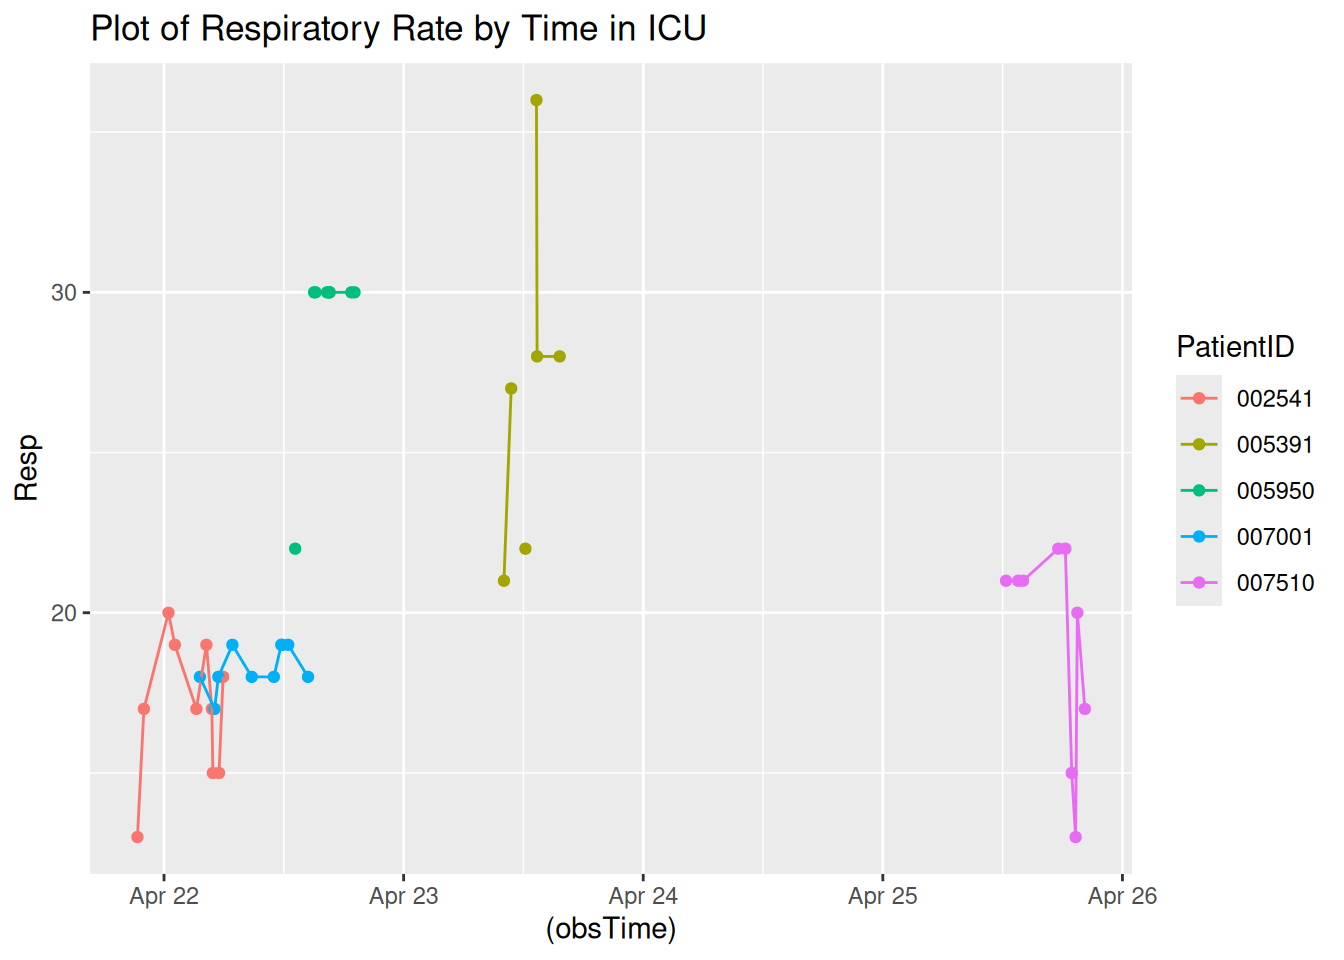 Plot of Respiratory Rate by Time in ICU
Resp
30
20
Apr 22
Apr 23
Apr 24
Apr 25
Apr 26
(obsTime)
PatientID
002541
005391
005950
007001
007510